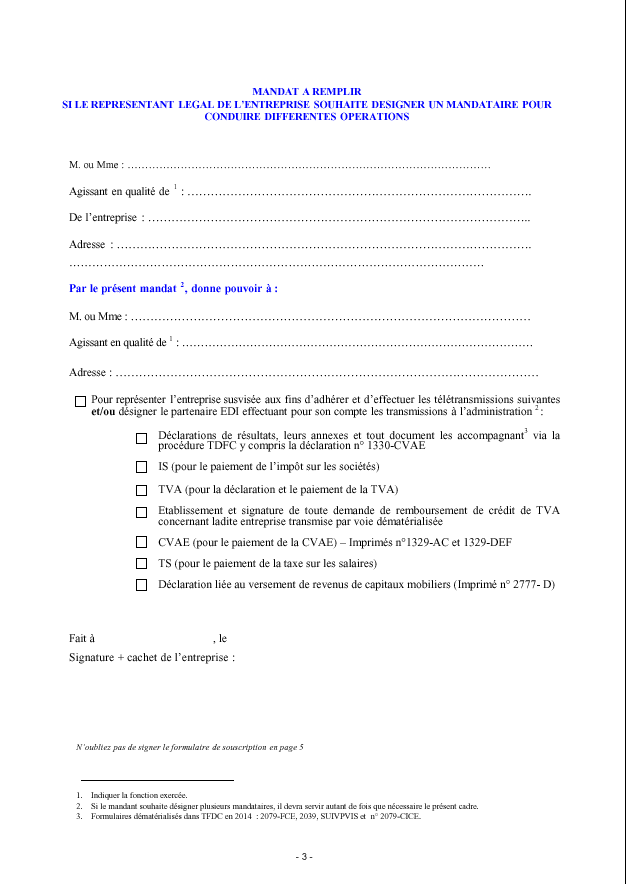 MANDAT A REMPLIR
SI LE REPRESENTANT LEGAL DE L'ENTREPRISE SOUHAITE DESIGNER UN MANDATAIRE POUR
CONDUIRE DIFFERENTES OPERATIONS
M. ou Mme : …………………………………………………………………………………………
Agissant en qualité de 1 : …………………………………………………………………………….
De l'entreprise : ……………………………………………………………………………………..
Adresse : …………………………………………………………………………………………….
……………………………………………………………………………………………
Par le présent mandat 2, donne pouvoir à :
M. ou Mme : …………………………………………………………………………………………
Agissant en qualité de 1 : ………………………………………………………………………………
Adresse : ………………………………………………………………………………………………
Pour représenter l'entreprise susvisée aux fins d'adhérer et d'effectuer les télétransmissions suivantes
et/ou désigner le partenaire EDI effectuant pour son compte les transmissions à l'administration 2 :
Déclarations de résultats, leurs annexes et tout document les accompagnant3 via la
procédure TDFC y compris la déclaration n° 1330-CVAE
IS (pour le paiement de l'impôt sur les sociétés)
TVA (pour la déclaration et le paiement de la TVA)
Etablissement et signature de toute demande de remboursement de crédit de TVA
concernant ladite entreprise transmise par voie dématérialisée
CVAE (pour le paiement de la CVAE) – Imprimés n°1329-AC et 1329-DEF
TS (pour le paiement de la taxe sur les salaires)
Déclaration liée au versement de revenus de capitaux mobiliers (Imprimé n° 2777- D)
Fait à , le
Signature + cachet de l'entreprise :
N'oubliez pas de signer le formulaire de souscription en page 5
1. Indiquer la fonction exercée.
2. Si le mandant souhaite désigner plusieurs mandataires, il devra servir autant de fois que nécessaire le présent cadre.
3. Formulaires dématérialisés dans TFDC en 2014 : 2079-FCE, 2039, SUIVPVIS et n° 2079-CICE.
- 3 -